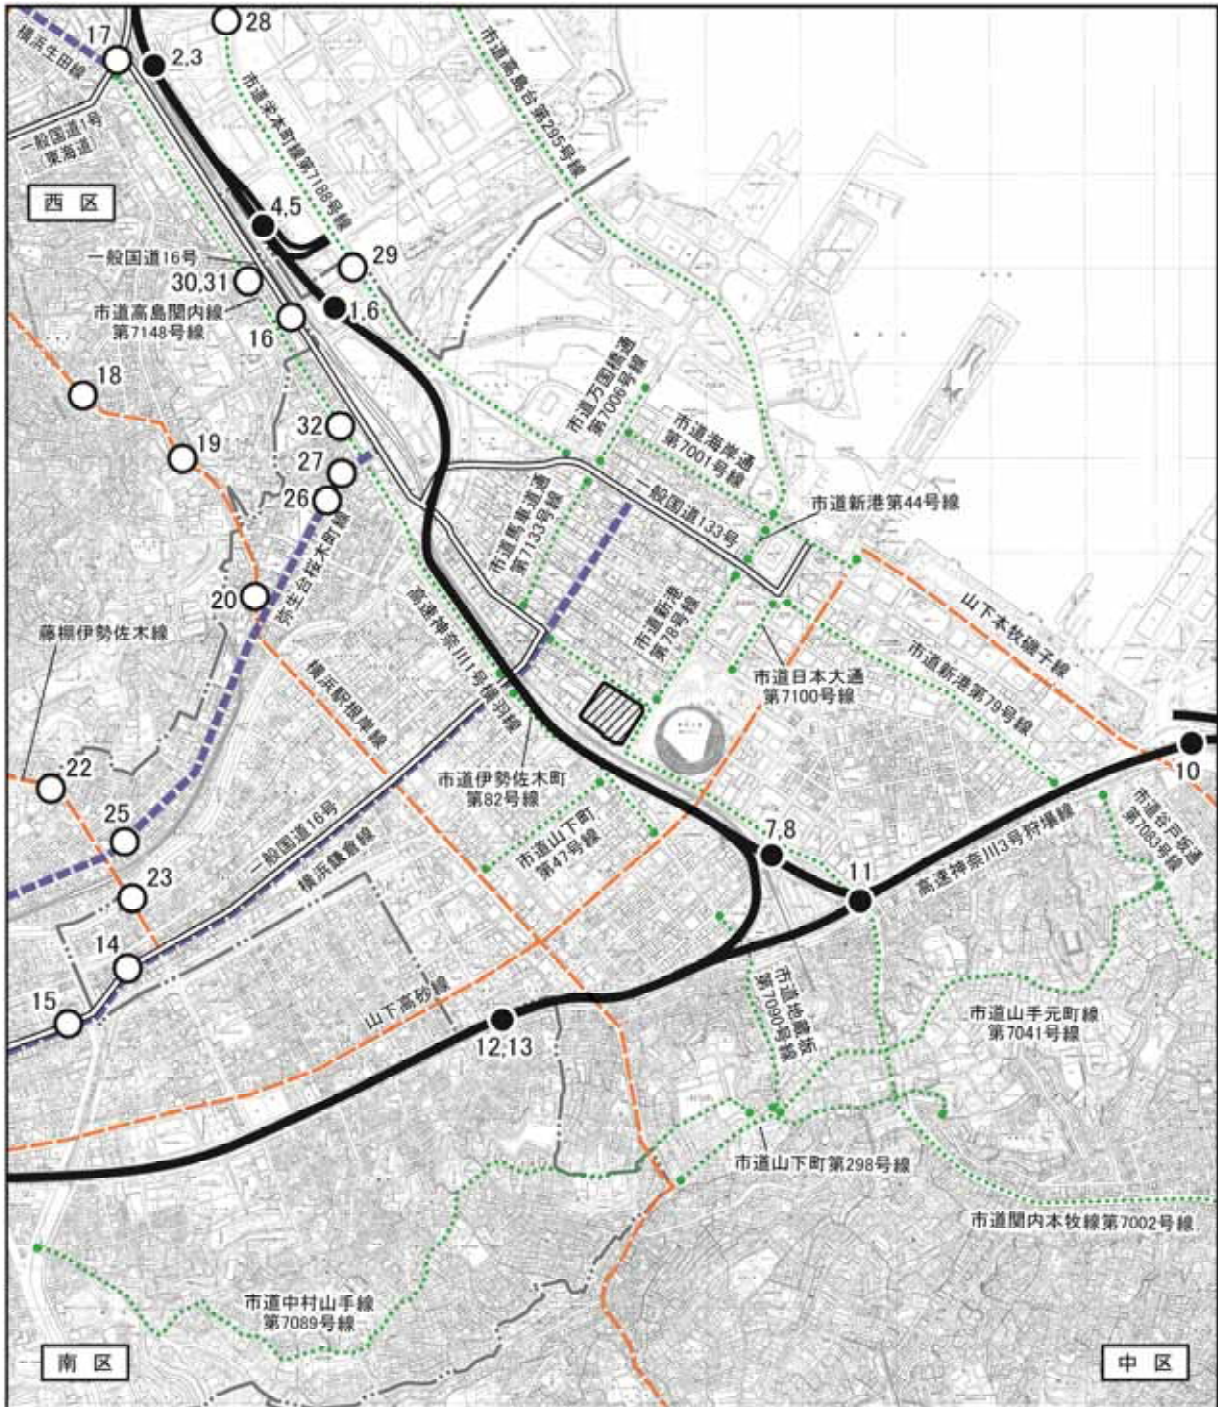 28
17
2,3
横浜生田線
市道高島台第295号線
市道栄本町線第7188号線
一般国道1号
(東海道)
西 区
4,5
一般国道16号
29
30,31
1,6
市道高島関内線
第7148号線
16
18
市道万国橋通
第7006号線
32
19
市道海岸通
第7001号線
27
26
一般国道133号
市道新港第44号線
市道馬車道通
第7133号線
弥生台桜木町線
20
高速神奈川1号横羽線
市道新港
第78号線
山下本牧磯子線
藤棚伊勢佐木線
横浜駅根岸線
市道日本大通
第7100号線
市道新港第79号線
10
22
市道伊勢佐木町
第82号線
25
一般国道16号
横浜鎌倉線
市道山下町
第47号線
7,8
高速神奈川3号狩場線
市道谷戸坂通
第7083号線
23
11
14
15
山下高砂線
市道地蔵坂
第7090号線
市道山手元町線
第7041号線
12,13
市道山下町第298号線
市道関内本牧線第7002号線
市道中村山手線
第7089号線
南 区
中 区